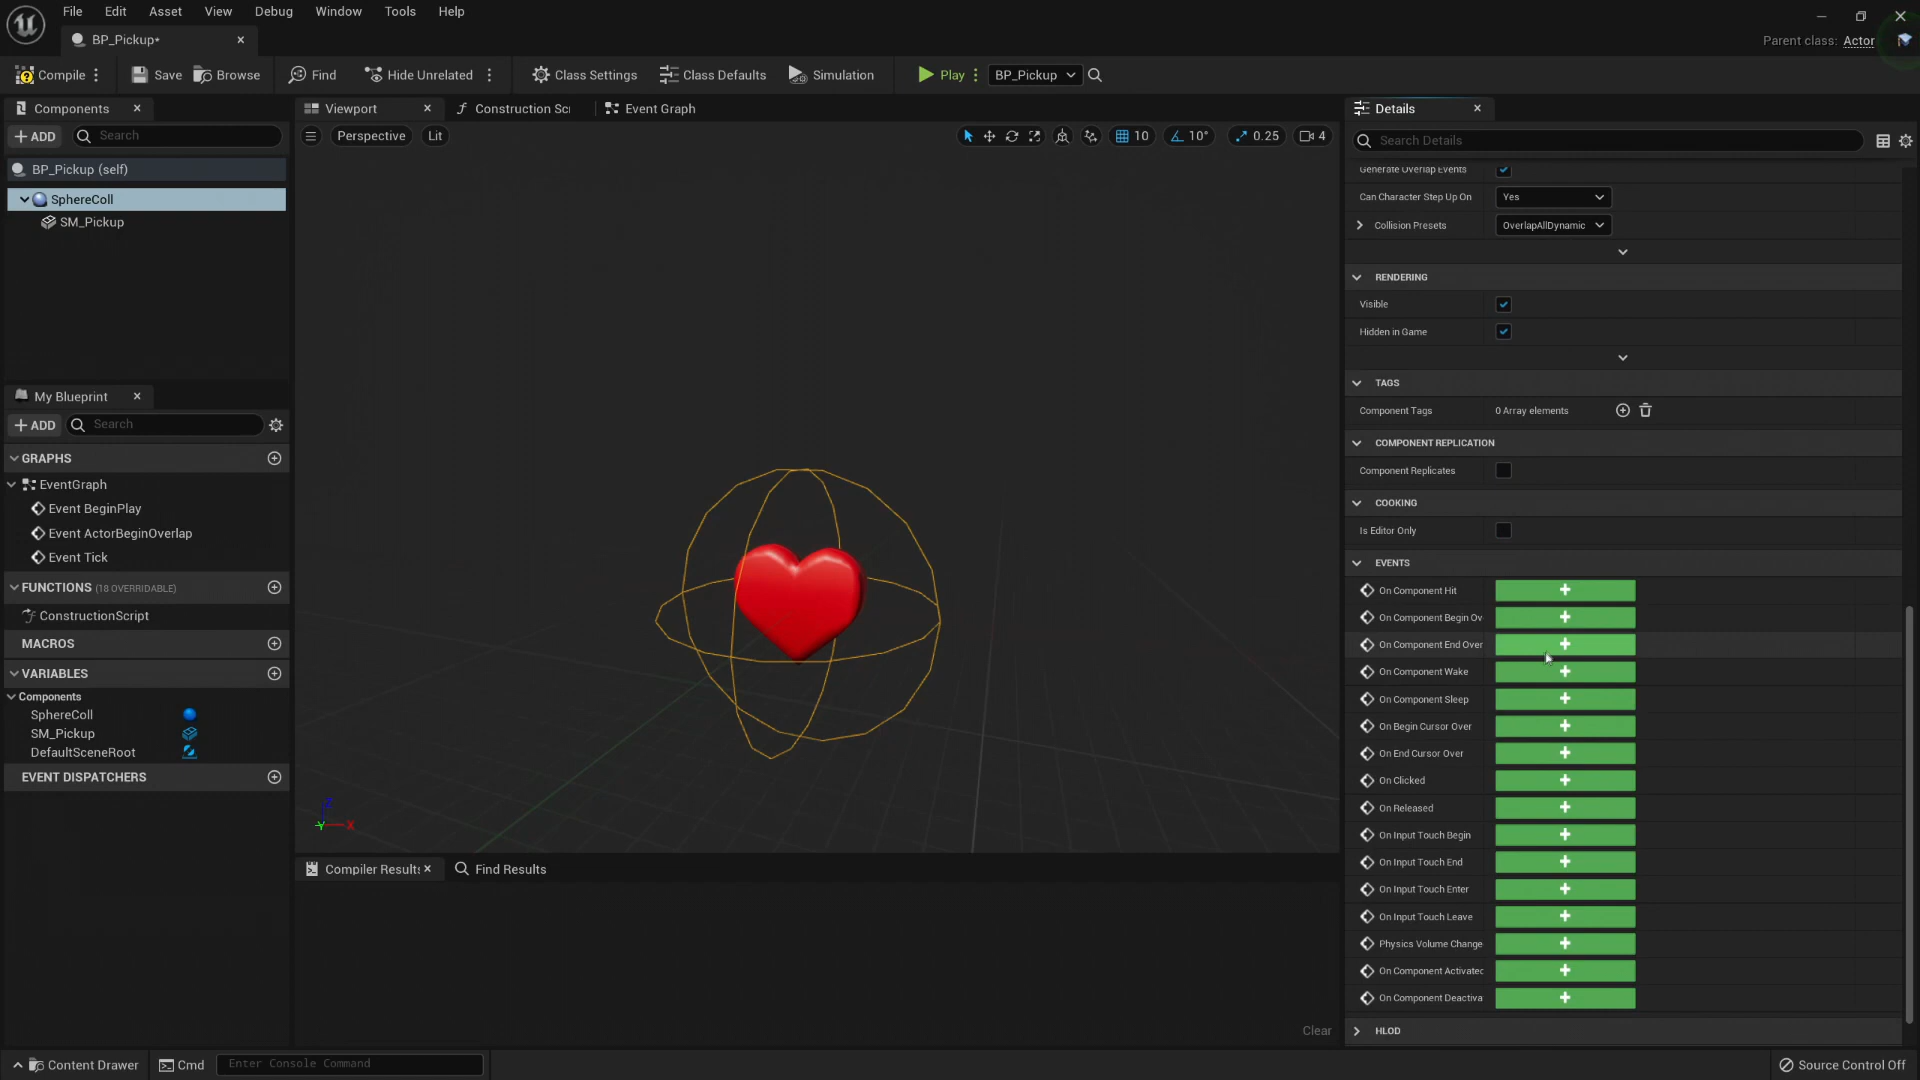 File Edit Asset View Debug Window Tools Help
BP_Pickup*
Parent class: Actor
Compile Save Browse Find Hide Unrelated Class Settings Class Defaults Simulation Play BP_Pickup
Components
ADD Search
BP_Pickup (self)
SphereColl
SM_Pickup
My Blueprint
ADD Search
GRAPHS
EventGraph
Event BeginPlay
Event ActorBeginOverlap
Event Tick
FUNCTIONS (18 OVERRIDABLE)
ConstructionScript
MACROS
VARIABLES
Components
SphereColl
SM_Pickup
DefaultSceneRoot
EVENT DISPATCHERS
Viewport Construction Scr Event Graph
Perspective Lit 10 10° 0.25 4
Z
Y X
Compiler Results Find Results
Clear
Details
Search Details
Generate Overlap Events
Can Character Step Up On Yes
Collision Presets OverlapAllDynamic
RENDERING
Visible
Hidden in Game
TAGS
Component Tags 0 Array elements
COMPONENT REPLICATION
Component Replicates
COOKING
Is Editor Only
EVENTS
On Component Hit
On Component Begin Ov
On Component End Over
On Component Wake
On Component Sleep
On Begin Cursor Over
On End Cursor Over
On Clicked
On Released
On Input Touch Begin
On Input Touch End
On Input Touch Enter
On Input Touch Leave
Physics Volume Change
On Component Activated
On Component Deactiva
HLOD
Content Drawer Cmd Enter Console Command
Source Control Off